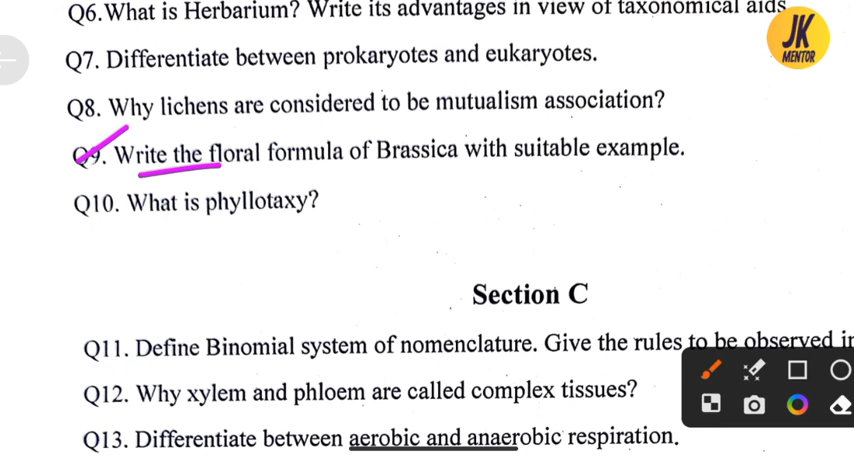 Q6.What is Herbarium? Write its advantages in view of taxonomical aids
JK
MENTOR
Q7. Differentiate between prokaryotes and eukaryotes.
Q8. Why lichens are considered to be mutualism association?
Q9. Write the floral formula of Brassica with suitable example.
Q10. What is phyllotaxy?
Section C
Q11. Define Binomial system of nomenclature. Give the rules to be observed in
Q12. Why xylem and phloem are called complex tissues?
Q13. Differentiate between aerobic and anaerobic respiration.